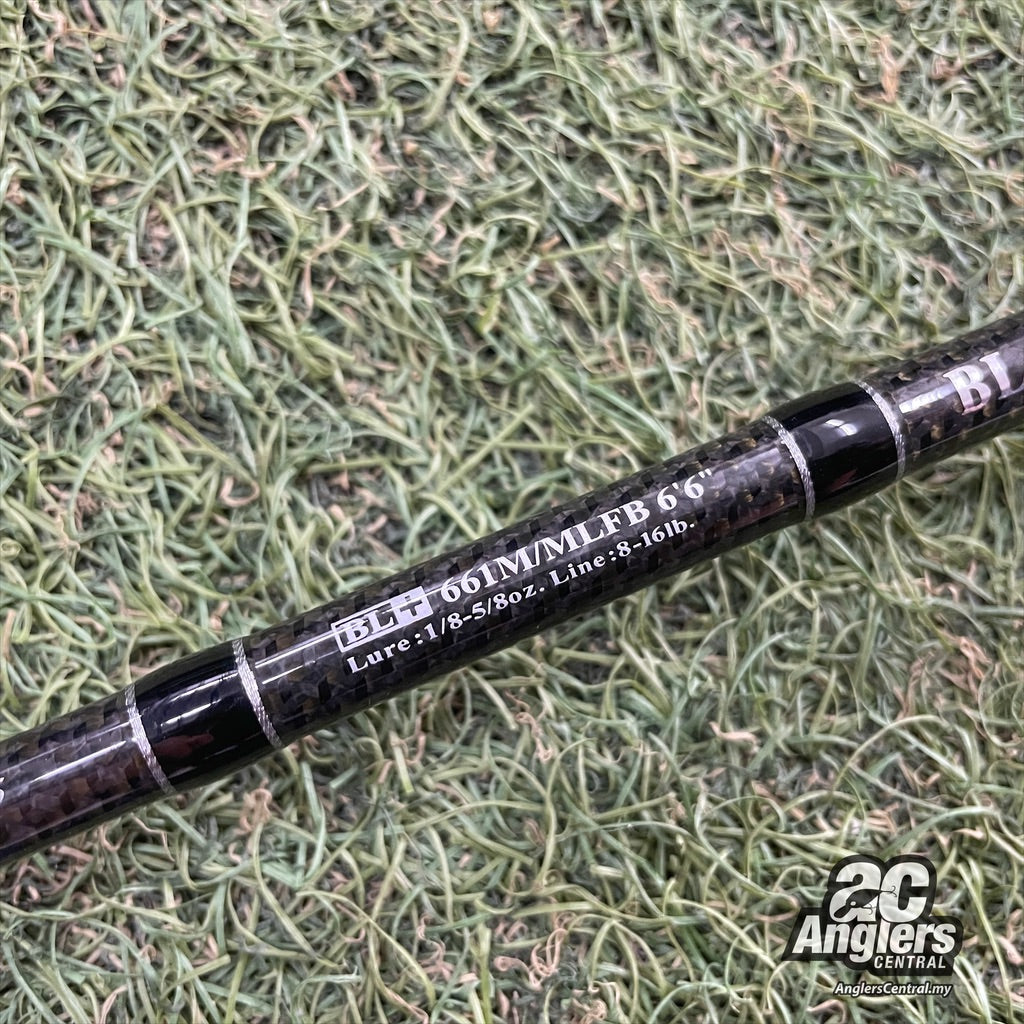 BL+ 661M/MLFB 6'6"
Lure:1/8-5/8oz. Line:8-16lb.
BL
ac
Anglers
CENTRAL
AnglersCentral.my